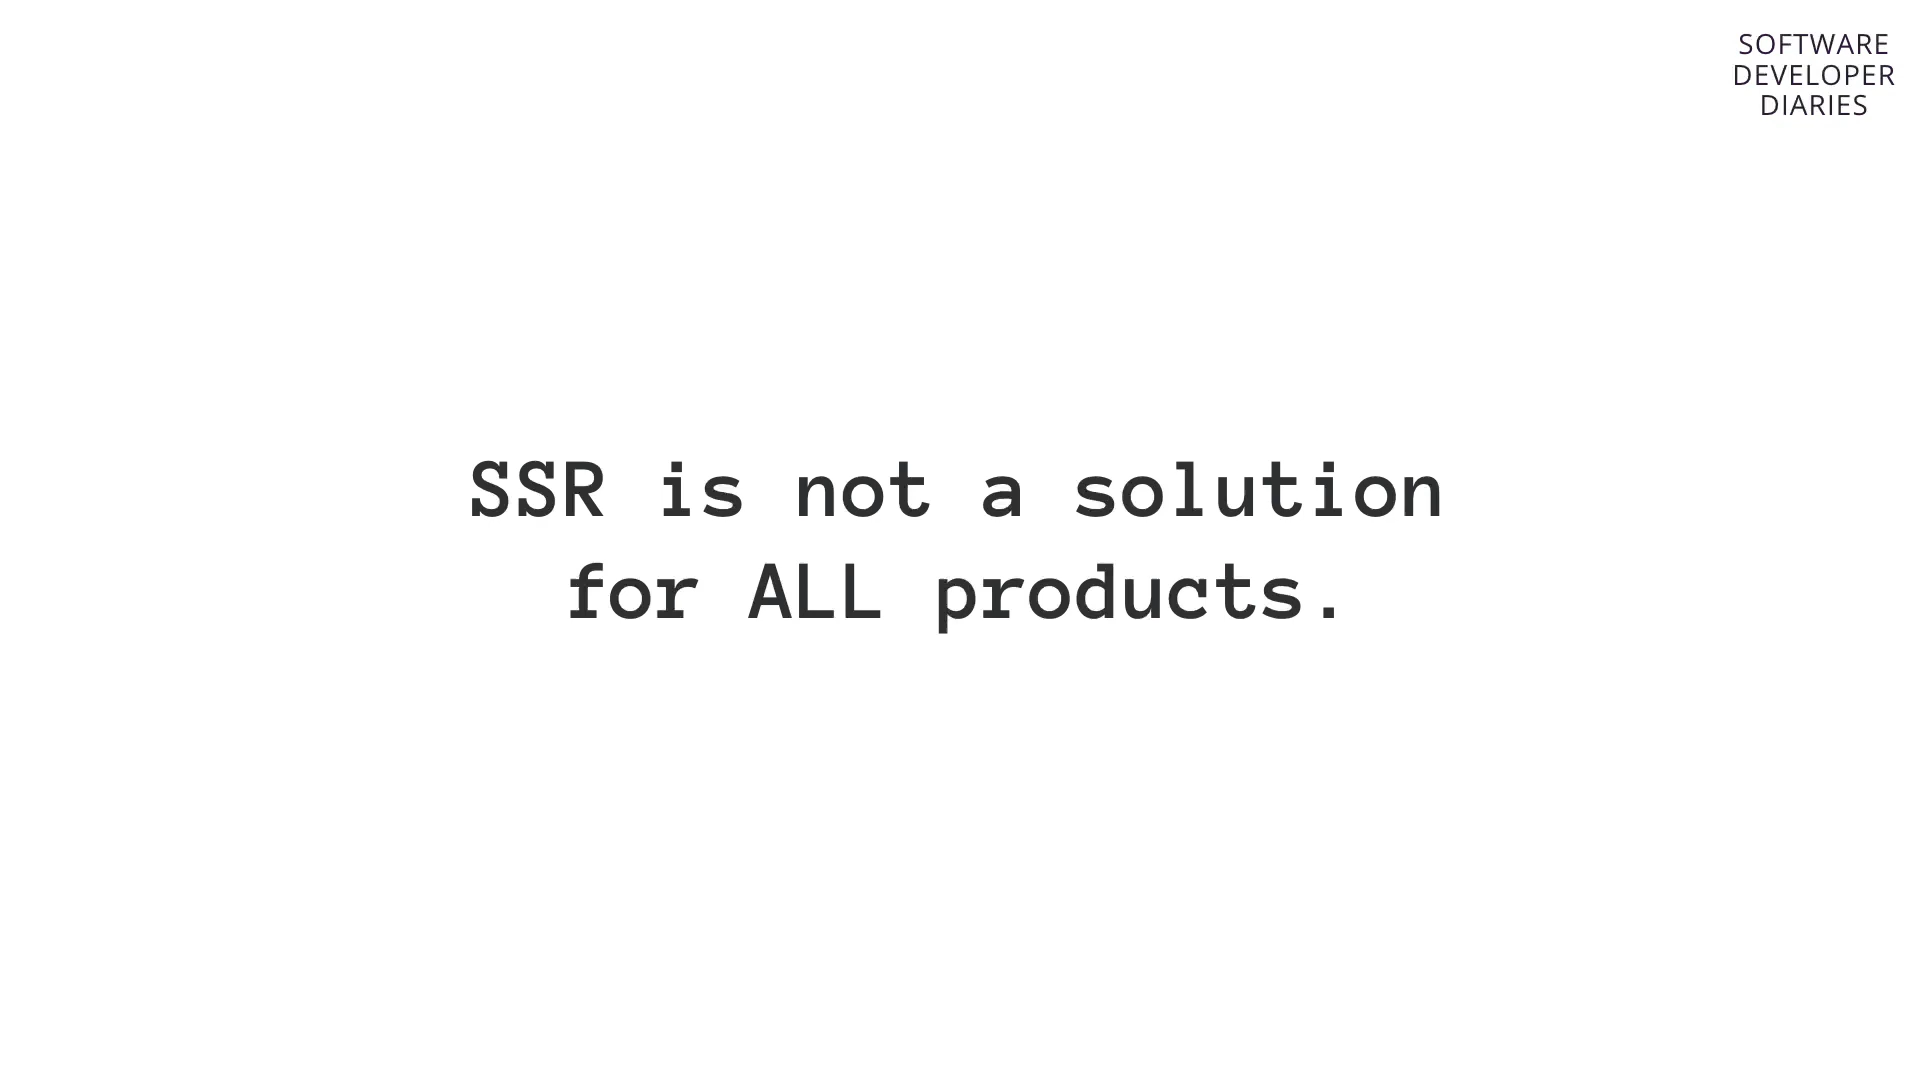 SOFTWARE
DEVELOPER
DIARIES
SSR is not a solution
for ALL products.